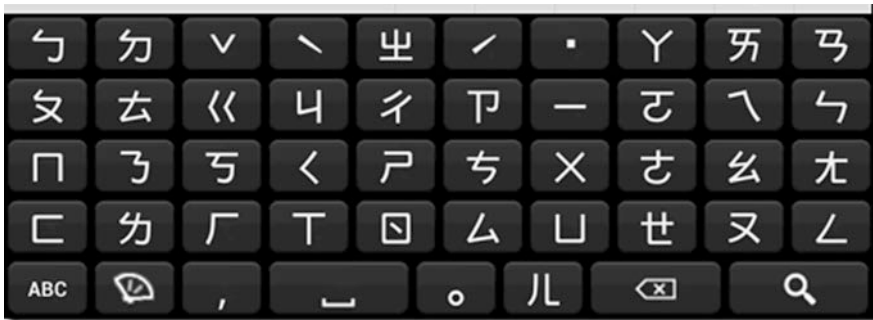 ㄅ ㄉ ˇ ˋ ㄓ ˊ ˙ ㄚ ㄞ ㄢ
ㄆ ㄊ ㄍ ㄐ ㄔ ㄗ ㄧ ㄛ ㄟ ㄣ
ㄇ ㄋ ㄎ ㄑ ㄕ ㄘ ㄨ ㄜ ㄠ ㄤ
ㄈ ㄌ ㄏ ㄒ ㄖ ㄙ ㄩ ㄝ ㄡ ㄥ
ABC , 。 ㄦ